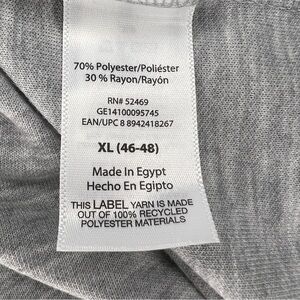 70% Polyester/Poliéster
30 % Rayon/Rayón
RN# 52469
GE14100095745
EAN/UPC 8 8942418267
XL (46-48)
Made In Egypt
Hecho En Egipto
THIS LABEL YARN IS MADE
OUT OF 100% RECYCLED
POLYESTER MATERIALS